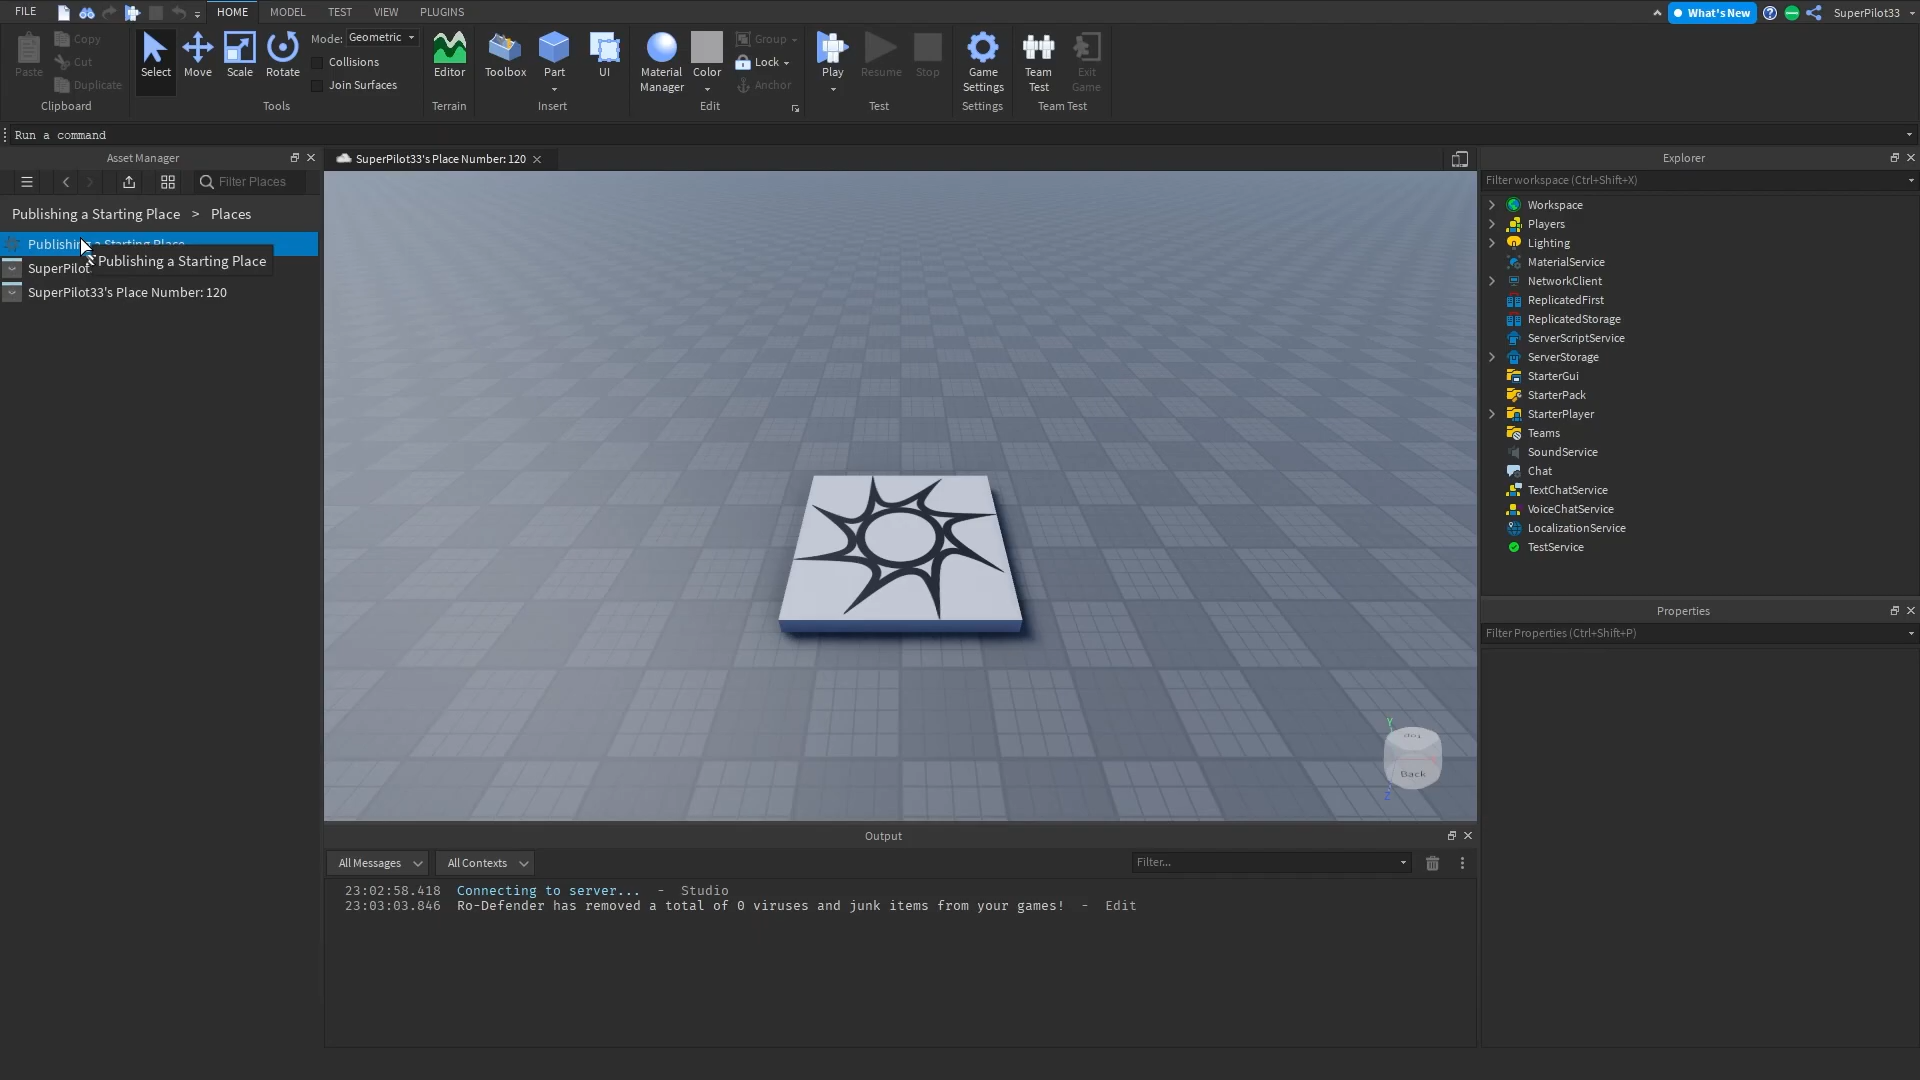 FILE HOME MODEL TEST VIEW PLUGINS What's New SuperPilot33
Paste Copy Cut Duplicate
Clipboard
Select Move Scale Rotate
Mode: Geometric
Collisions
Join Surfaces
Tools
Editor
Terrain
Toolbox Part UI
Insert
Material Manager Color Group Lock Anchor
Edit
Play Resume Stop
Test
Game Settings
Settings
Team Test Exit Game
Team Test
Run a command
Asset Manager
Filter Places
Publishing a Starting Place > Places
Publishing a Starting Place
Publishing a Starting Place
SuperPilot
SuperPilot33's Place Number: 120
SuperPilot33's Place Number: 120
Y
Top
Back
Z
Output
All Messages All Contexts Filter...
23:02:58.418 Connecting to server... - Studio
23:03:03.846 Ro-Defender has removed a total of 0 viruses and junk items from your games! - Edit
Explorer
Filter workspace (Ctrl+Shift+X)
Workspace
Players
Lighting
MaterialService
NetworkClient
ReplicatedFirst
ReplicatedStorage
ServerScriptService
ServerStorage
StarterGui
StarterPack
StarterPlayer
Teams
SoundService
Chat
TextChatService
VoiceChatService
LocalizationService
TestService
Properties
Filter Properties (Ctrl+Shift+P)